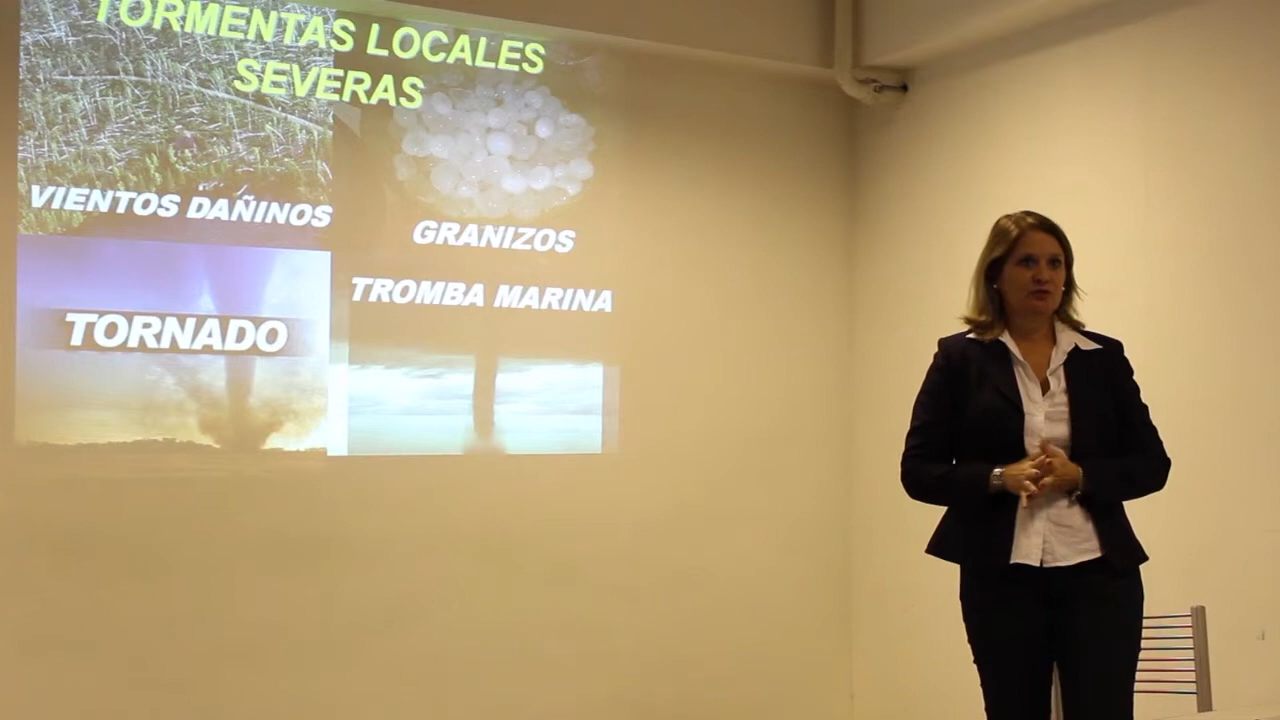 TORMENTAS LOCALES
SEVERAS
VIENTOS DAÑINOS
GRANIZOS
TORNADO
TROMBA MARINA